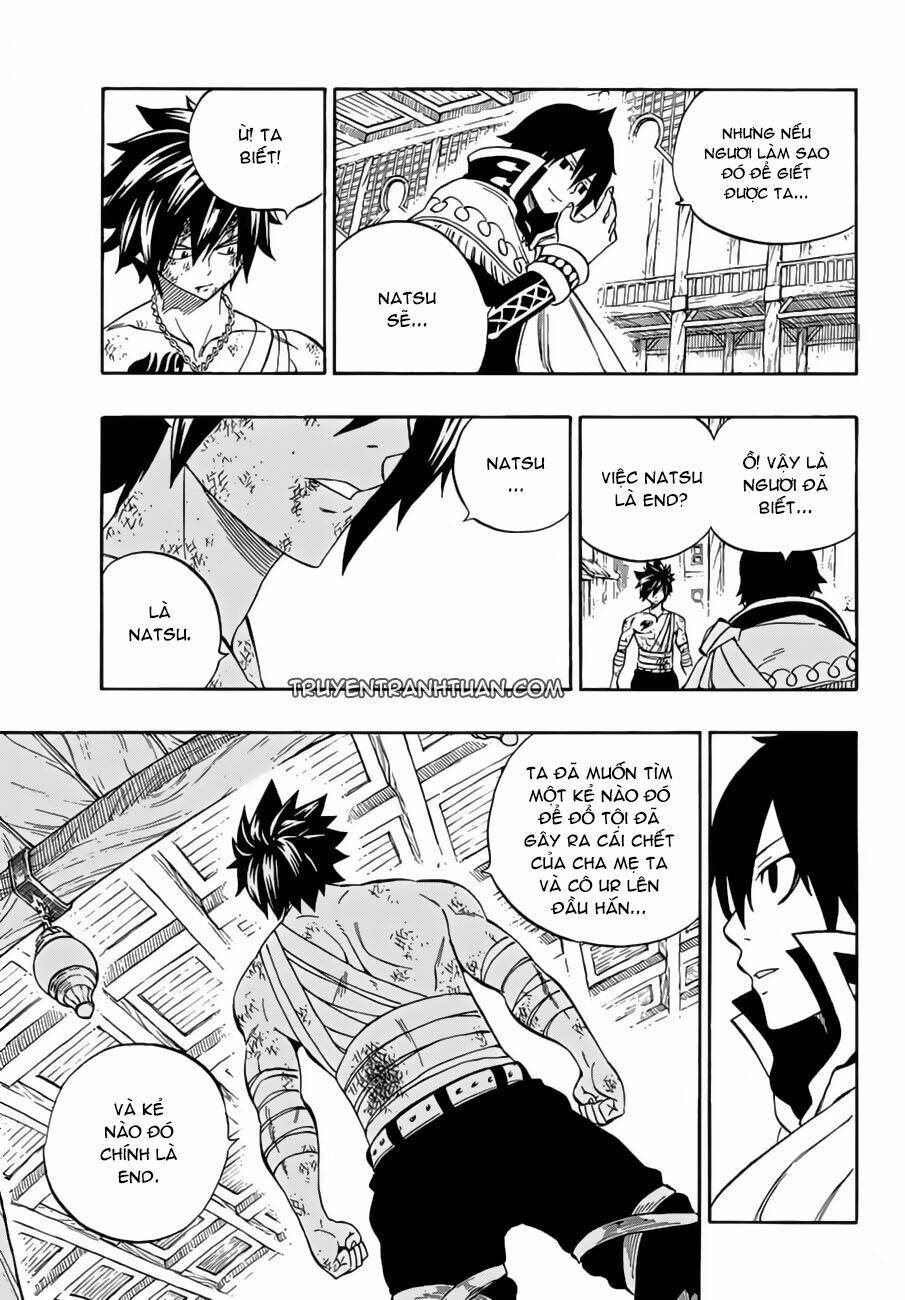 NHƯNG NẾU
NGƯƠI LÀM SAO
ĐÓ ĐỂ GIẾT
ĐƯỢC TA...
NATSU
SẼ...
Ừ! TA
BIẾT!
Ồ! VẬY LÀ
NGƯƠI ĐÃ
BIẾT...
VIỆC NATSU
LÀ END?
NATSU
...
LÀ
NATSU.
TRUYENTRANHTUAN.COM
TA ĐÃ MUỐN TÌM
MỘT KẺ NÀO ĐÓ
ĐỂ ĐỔ TỘI ĐÃ
GÂY RA CÁI CHẾT
CỦA CHA MẸ TA
VÀ CÔ UR LÊN
ĐẦU HẮN...
VÀ KẺ
NÀO ĐÓ
CHÍNH LÀ
END.